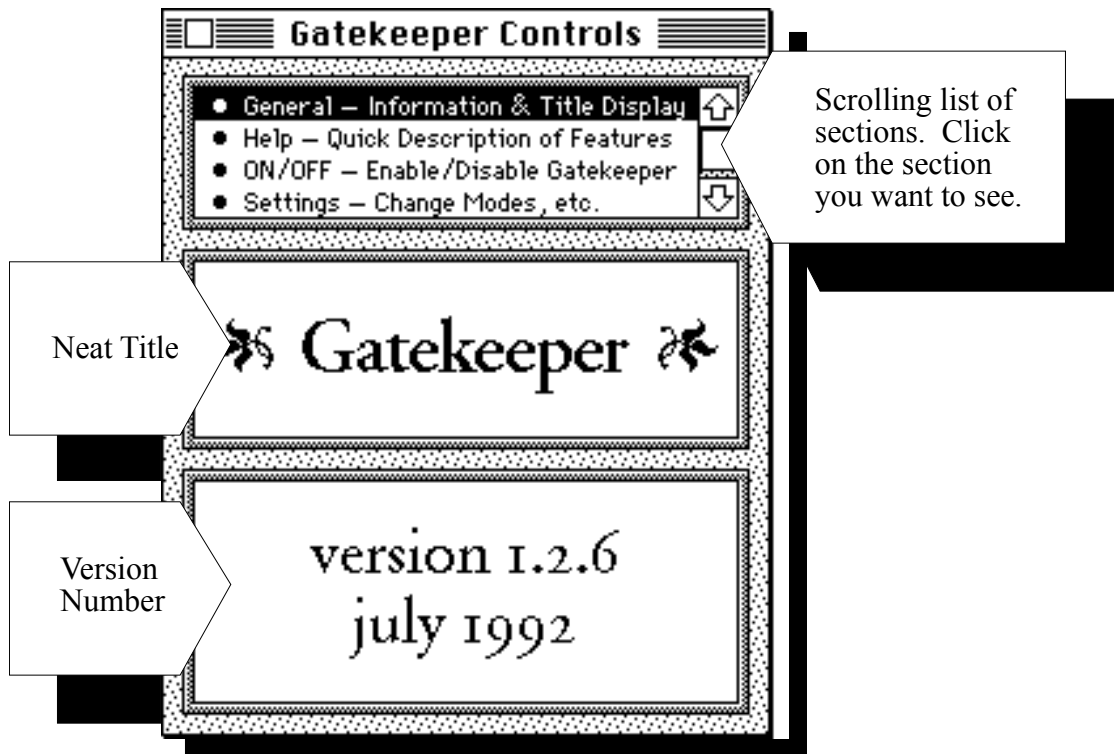 Gatekeeper Controls
• General – Information & Title Display
• Help – Quick Description of Features
• ON/OFF – Enable/Disable Gatekeeper
• Settings – Change Modes, etc.
Scrolling list of
sections. Click
on the section
you want to see.
Neat Title
Gatekeeper
Version
Number
version 1.2.6
july 1992